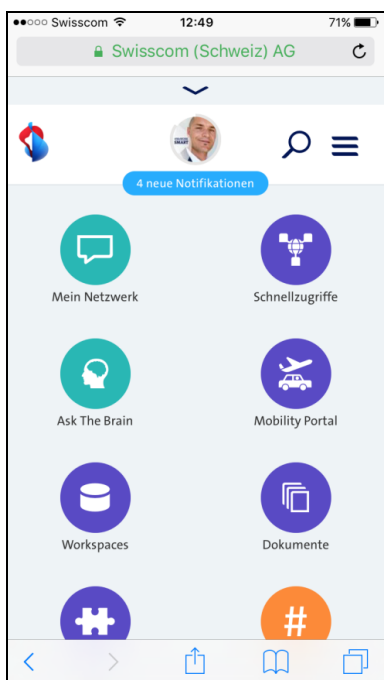 Swisscom 12:49 71%
Swisscom (Schweiz) AG
4 neue Notifikationen
Mein Netzwerk
Schnellzugriffe
Ask The Brain
Mobility Portal
Workspaces
Dokumente
#